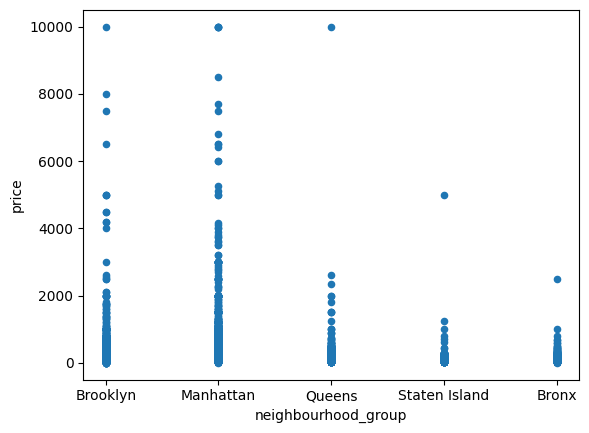 10000
8000
6000
4000
2000
0
price
Brooklyn Manhattan Queens Staten Island Bronx
neighbourhood_group